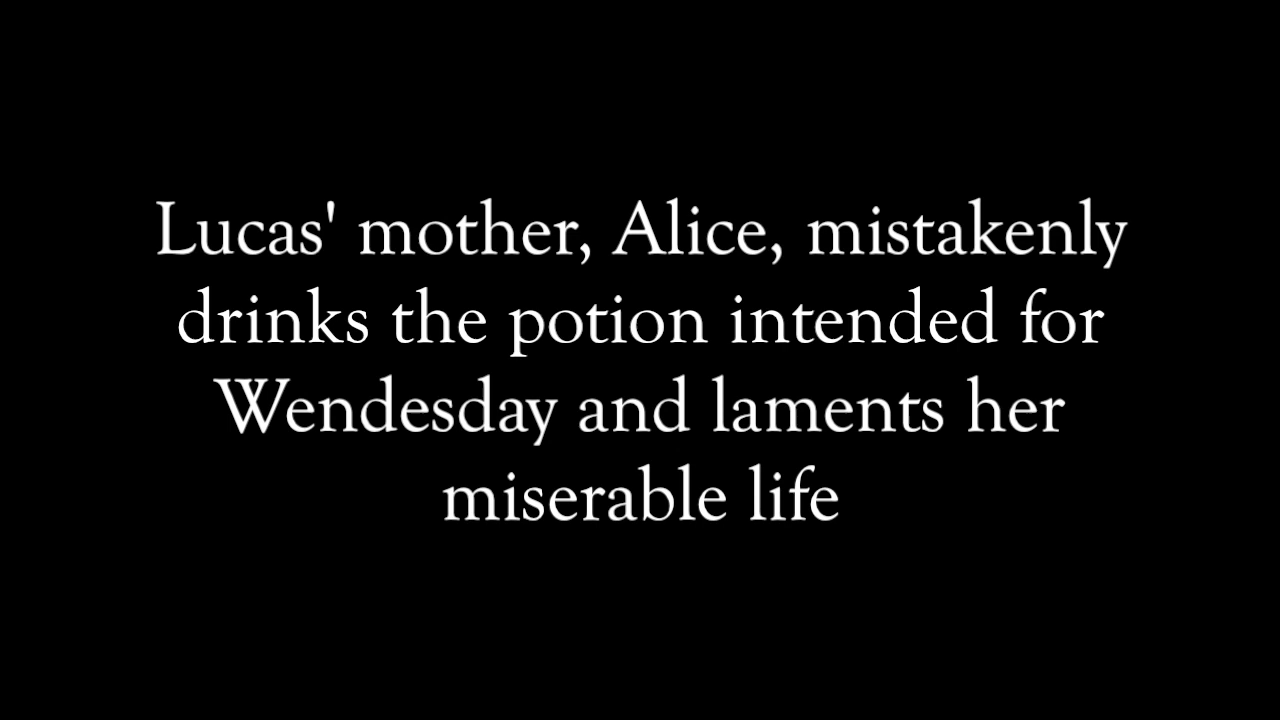 Lucas' mother, Alice, mistakenly
drinks the potion intended for
Wendesday and laments her
miserable life